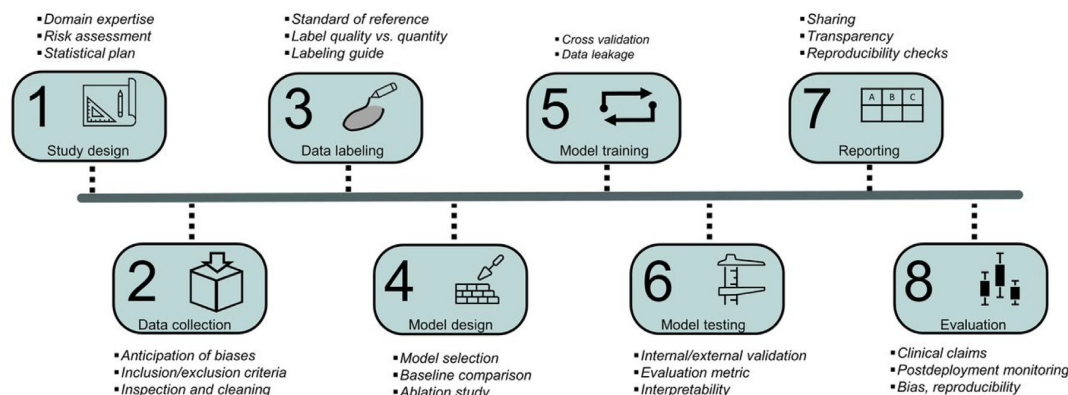 ▪Domain expertise
▪Risk assessment
▪Statistical plan
1
Study design
2
Data collection
▪Anticipation of biases
▪Inclusion/exclusion criteria
▪Inspection and cleaning
▪Standard of reference
▪Label quality vs. quantity
▪Labeling guide
3
Data labeling
4
Model design
▪Model selection
▪Baseline comparison
▪Ablation study
▪Cross validation
▪Data leakage
5
Model training
6
Model testing
▪Internal/external validation
▪Evaluation metric
▪Interpretability
▪Sharing
▪Transparency
▪Reproducibility checks
7
A B C
Reporting
8
Evaluation
▪Clinical claims
▪Postdeployment monitoring
▪Bias, reproducibility